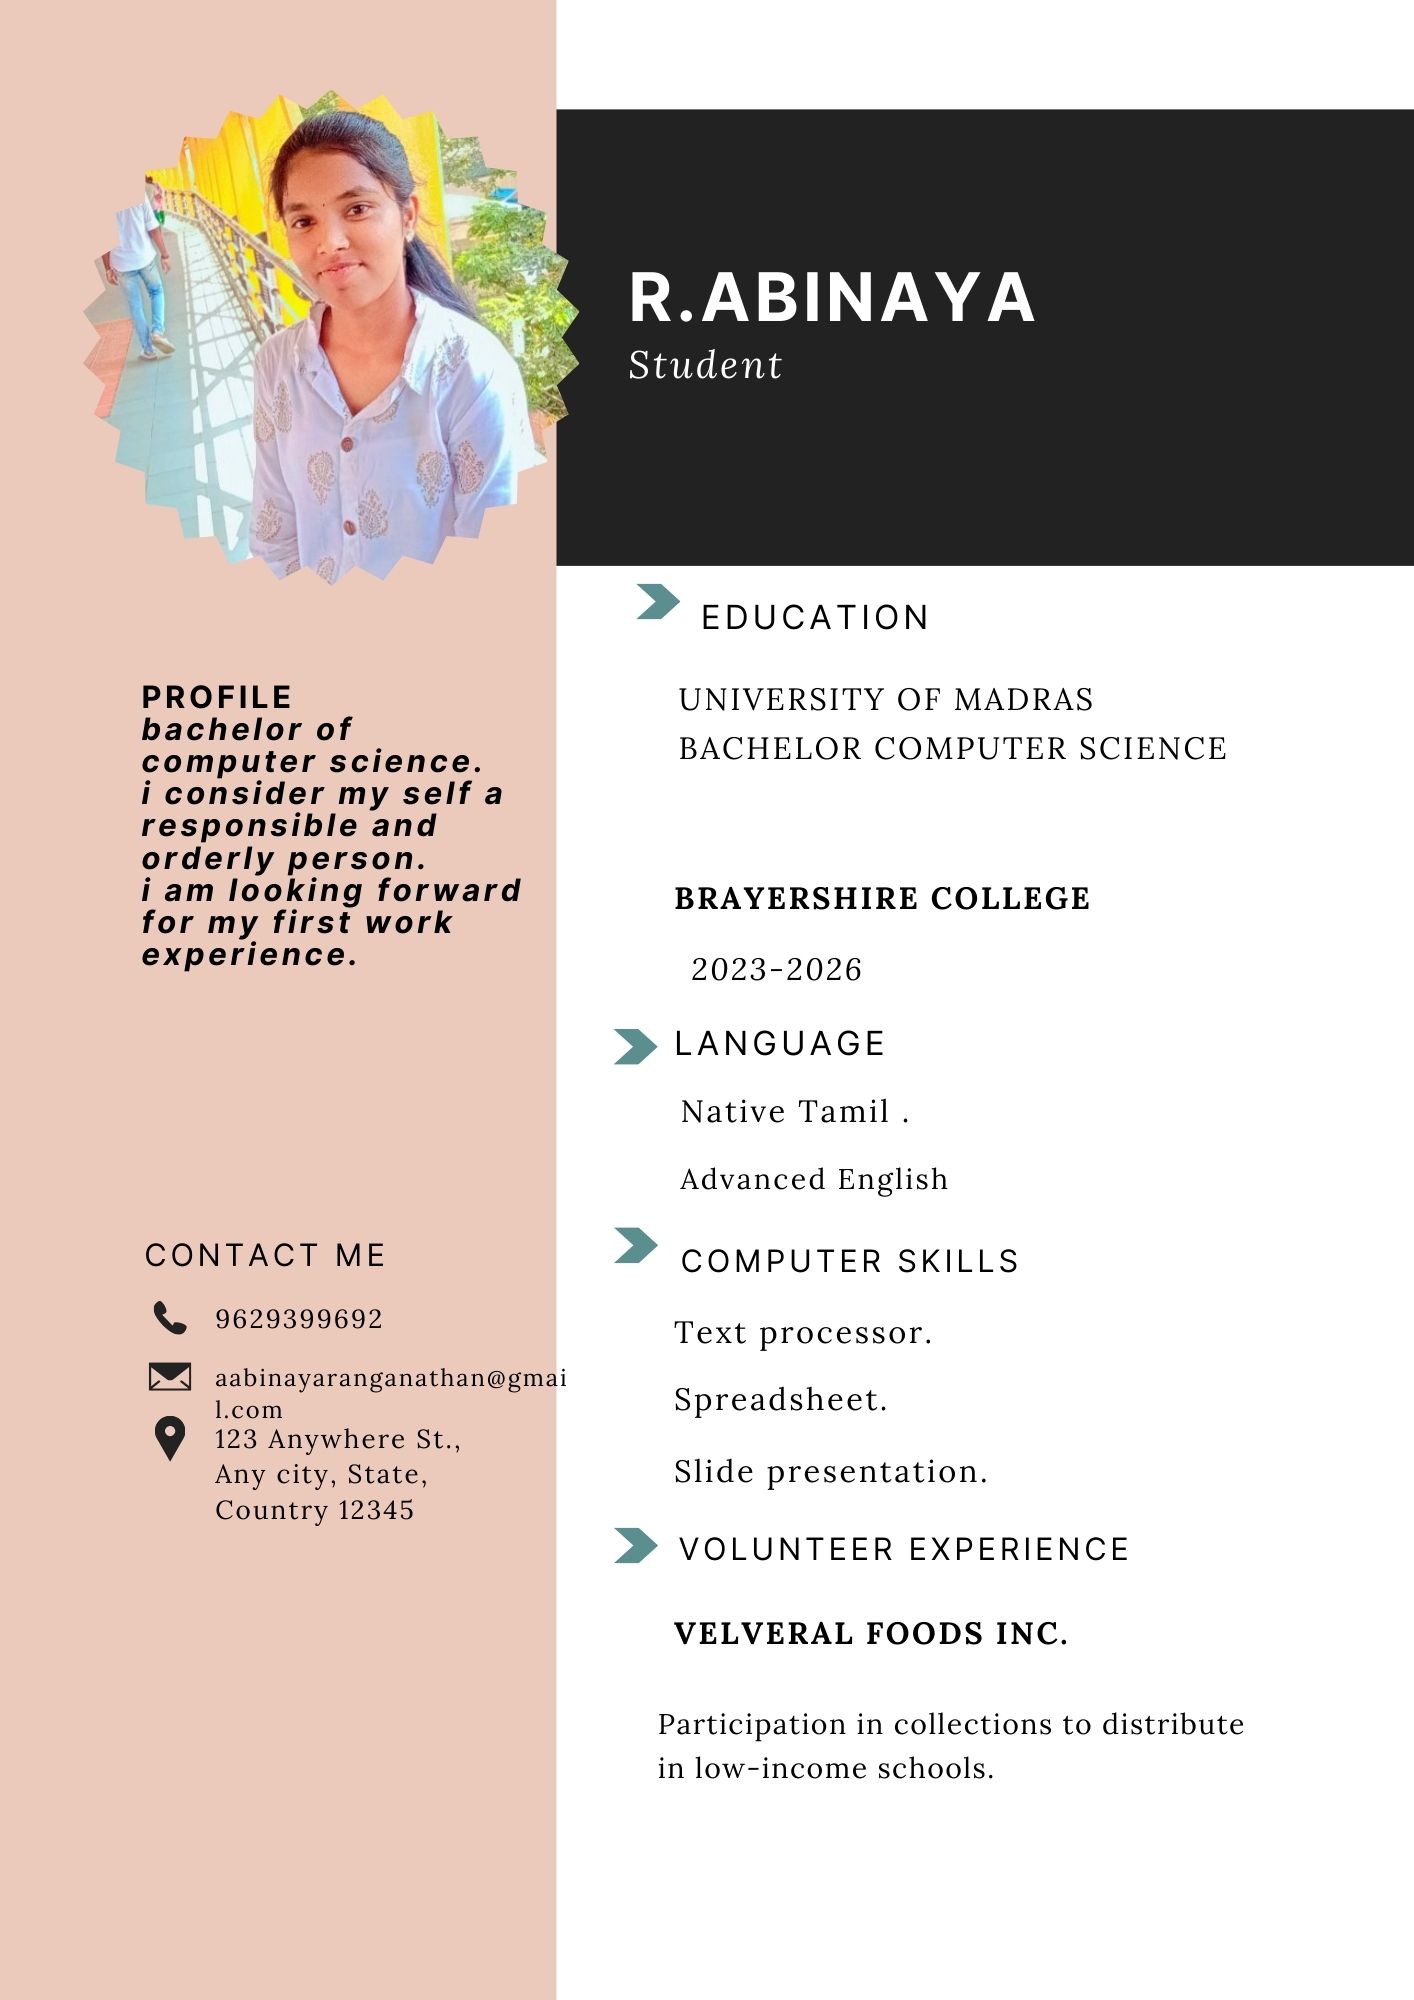 R.ABINAYA
Student
PROFILE
bachelor of
computer science.
i consider my self a
responsible and
orderly person.
i am looking forward
for my first work
experience.
CONTACT ME
9629399692
aabinayaranganathan@gmai
l.com
123 Anywhere St.,
Any city, State,
Country 12345
EDUCATION
UNIVERSITY OF MADRAS
BACHELOR COMPUTER SCIENCE
BRAYERSHIRE COLLEGE
2023-2026
LANGUAGE
Native Tamil .
Advanced English
COMPUTER SKILLS
Text processor.
Spreadsheet.
Slide presentation.
VOLUNTEER EXPERIENCE
VELVERAL FOODS INC.
Participation in collections to distribute
in low-income schools.